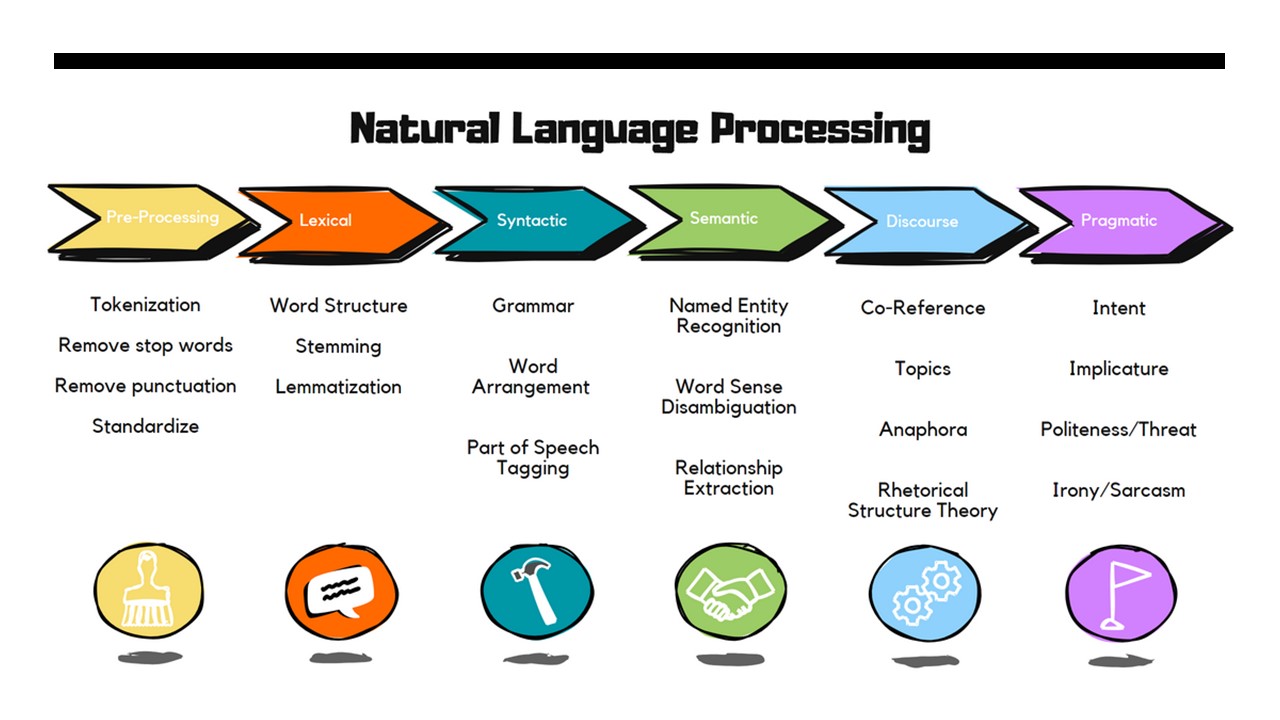 Natural Language Processing
Pre-Processing
Lexical
Syntactic
Semantic
Discourse
Pragmatic
Tokenization
Remove stop words
Remove punctuation
Standardize
Word Structure
Stemming
Lemmatization
Grammar
Word
Arrangement
Part of Speech
Tagging
Named Entity
Recognition
Word Sense
Disambiguation
Relationship
Extraction
Co-Reference
Topics
Anaphora
Rhetorical
Structure Theory
Intent
Implicature
Politeness/Threat
Irony/Sarcasm